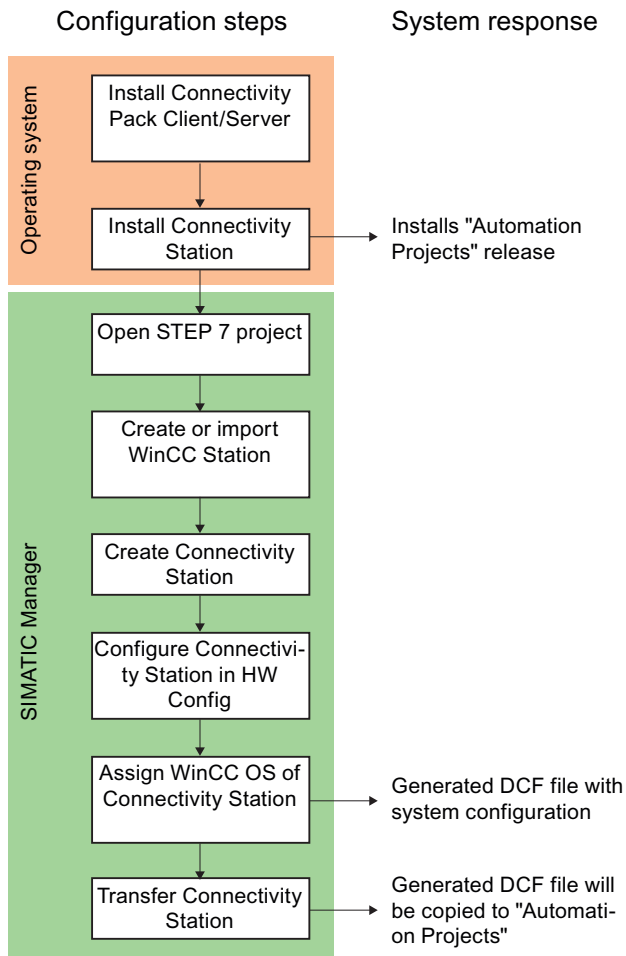 Configuration steps
System response
Operating system
Install Connectivity
Pack Client/Server
Install Connectivity
Station
Installs "Automation
Projects" release
SIMATIC Manager
Open STEP 7 project
Create or import
WinCC Station
Create Connectivity
Station
Configure Connectivi-
ty Station in HW
Config
Assign WinCC OS of
Connectivity Station
Generated DCF file with
system configuration
Transfer Connectivity
Station
Generated DCF file will
be copied to "Automati-
on Projects"